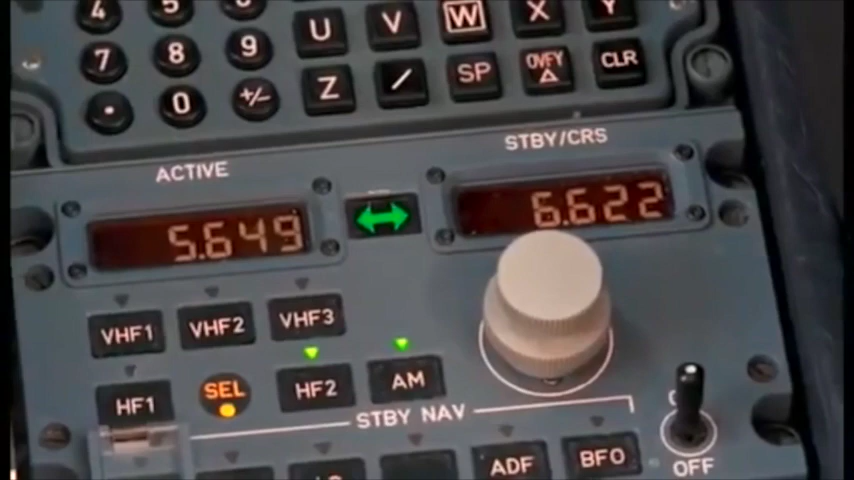 4 5 6
U V W X Y
7 8 9
Z / SP OVFY Δ CLR
. 0 +/-
ACTIVE STBY/CRS
5.649 6.622
VHF1 VHF2 VHF3
HF1 SEL HF2 AM
STBY NAV
ADF BFO
OFF